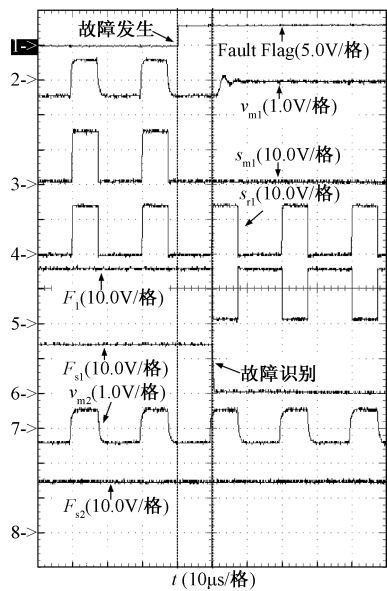 故障发生
1->
Fault Flag(5.0V/格)
2->
vm1(1.0V/格)
sm1(10.0V/格)
3->
sr1(10.0V/格)
4->
F1(10.0V/格)
5->
Fs1(10.0V/格)
故障识别
6->
vm2(1.0V/格)
7->
Fs2(10.0V/格)
8->
t (10μs/格)